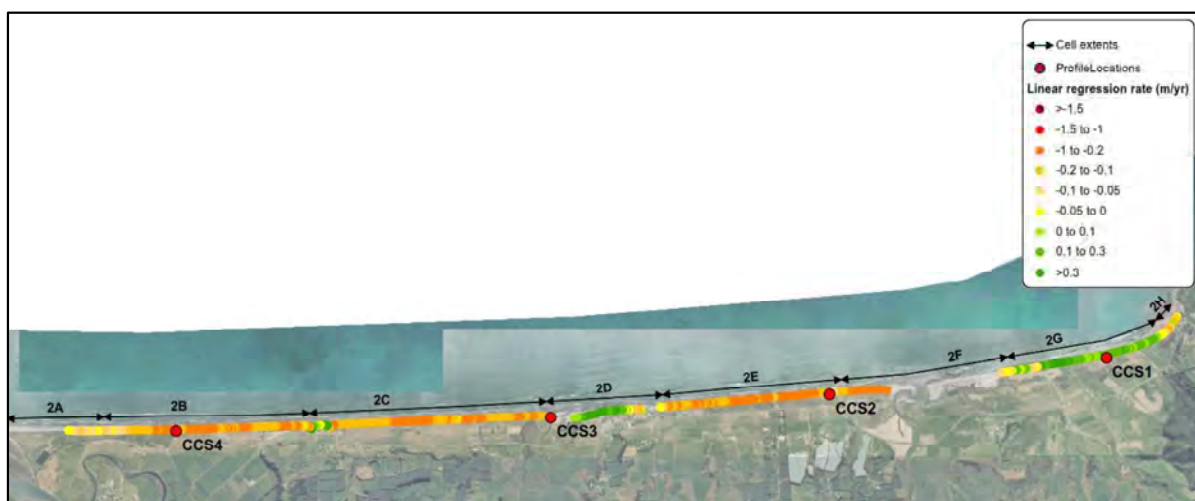 Cell extents
ProfileLocations
Linear regression rate (m/yr)
>-1.5
-1.5 to -1
-1 to -0.2
-0.2 to -0.1
-0.1 to -0.05
-0.05 to 0
0 to 0.1
0.1 to 0.3
>0.3
2H
2G
CCS1
2F
2E
CCS2
2D
2C
CCS3
2B
2A
CCS4